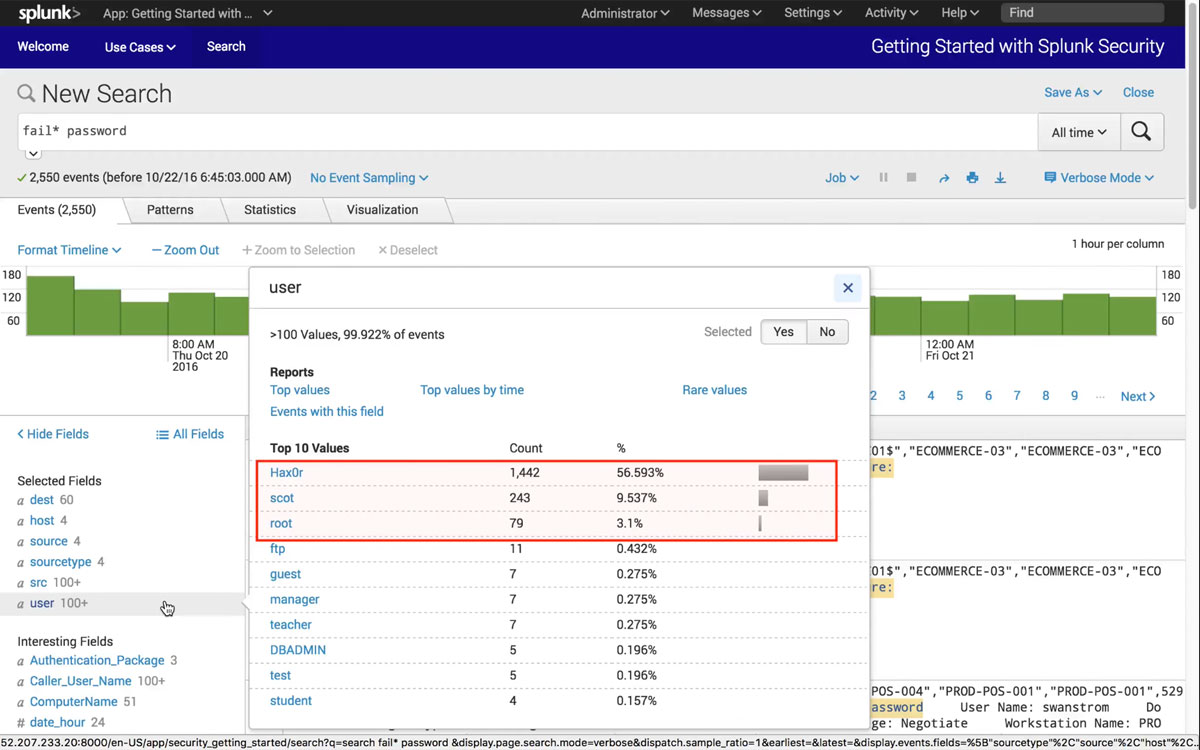 splunk> App: Getting Started with ... Administrator Messages Settings Activity Help Find
Welcome Use Cases Search Getting Started with Splunk Security
New Search Save As Close
fail* password All time
2,550 events (before 10/22/16 6:45:03.000 AM) No Event Sampling Job Verbose Mode
Events (2,550) Patterns Statistics Visualization
Format Timeline — Zoom Out + Zoom to Selection × Deselect 1 hour per column
180 180
120 120
60 60
8:00 AM
Thu Oct 20
2016
12:00 AM
Fri Oct 21
2 3 4 5 6 7 8 9 ... Next >
user ×
>100 Values, 99.922% of events Selected Yes No
Reports
Top values Top values by time Rare values
Events with this field
Top 10 Values Count %
Hax0r 1,442 56.593%
scot 243 9.537%
root 79 3.1%
ftp 11 0.432%
guest 7 0.275%
manager 7 0.275%
teacher 7 0.275%
DBADMIN 5 0.196%
test 5 0.196%
student 4 0.157%
< Hide Fields All Fields
Selected Fields
a dest 60
a host 4
a source 4
a sourcetype 4
a src 100+
a user 100+
Interesting Fields
a Authentication_Package 3
a Caller_User_Name 100+
a ComputerName 51
# date_hour 24
01$","ECOMMERCE-03","ECOMMERCE-03","ECO
re:
01$","ECOMMERCE-03","ECOMMERCE-03","ECO
re:
POS-004","PROD-POS-001","PROD-POS-001",529
assword User Name: swanstrom Do
ge: Negotiate Workstation Name: PRO
52.207.233.20:8000/en-US/app/security_getting_started/search?q=search fail* password &display.page.search.mode=verbose&dispatch.sample_ratio=1&earliest=&latest=&display.events.fields=%5B"sourcetype"%2C"source"%2C"host"%2C